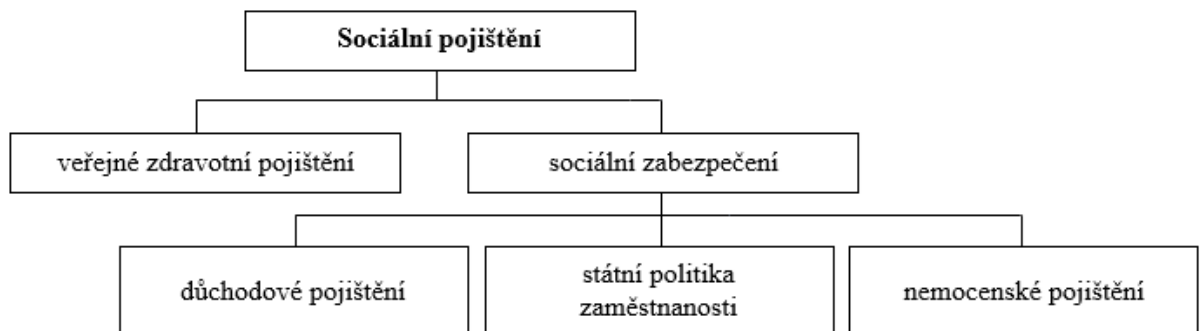 Sociální pojištění
veřejné zdravotní pojištění
sociální zabezpečení
důchodové pojištění
státní politika
zaměstnanosti
nemocenské pojištění